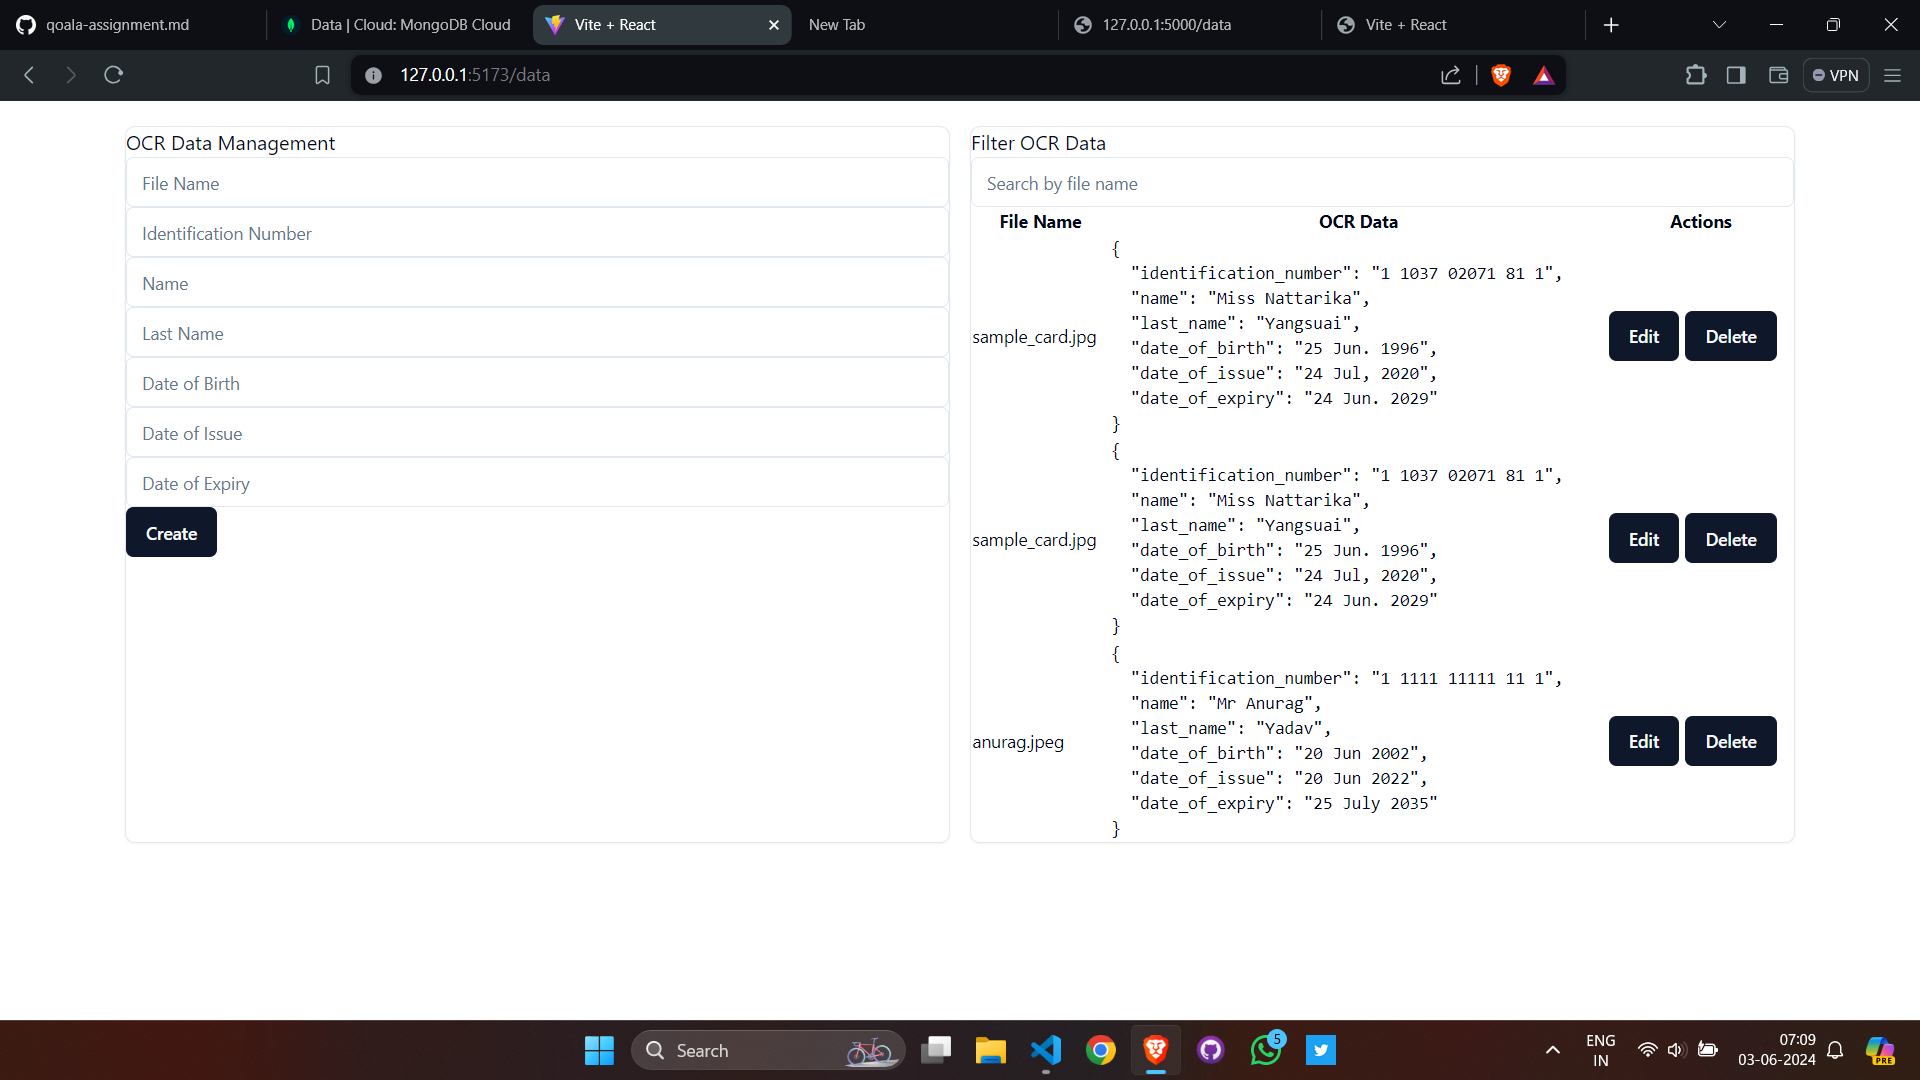 qoala-assignment.md
Data | Cloud: MongoDB Cloud
Vite + React
New Tab
127.0.0.1:5000/data
Vite + React
127.0.0.1:5173/data
VPN
OCR Data Management
File Name
Identification Number
Name
Last Name
Date of Birth
Date of Issue
Date of Expiry
Create
Filter OCR Data
Search by file name
File Name OCR Data Actions
{
"identification_number": "1 1037 02071 81 1",
"name": "Miss Nattarika",
"last_name": "Yangsuai",
"date_of_birth": "25 Jun. 1996",
"date_of_issue": "24 Jul, 2020",
"date_of_expiry": "24 Jun. 2029"
}
sample_card.jpg
Edit Delete
{
"identification_number": "1 1037 02071 81 1",
"name": "Miss Nattarika",
"last_name": "Yangsuai",
"date_of_birth": "25 Jun. 1996",
"date_of_issue": "24 Jul, 2020",
"date_of_expiry": "24 Jun. 2029"
}
sample_card.jpg
Edit Delete
{
"identification_number": "1 1111 11111 11 1",
"name": "Mr Anurag",
"last_name": "Yadav",
"date_of_birth": "20 Jun 2002",
"date_of_issue": "20 Jun 2022",
"date_of_expiry": "25 July 2035"
}
anurag.jpeg
Edit Delete
Search
5
ENG
IN
07:09
03-06-2024
PRE